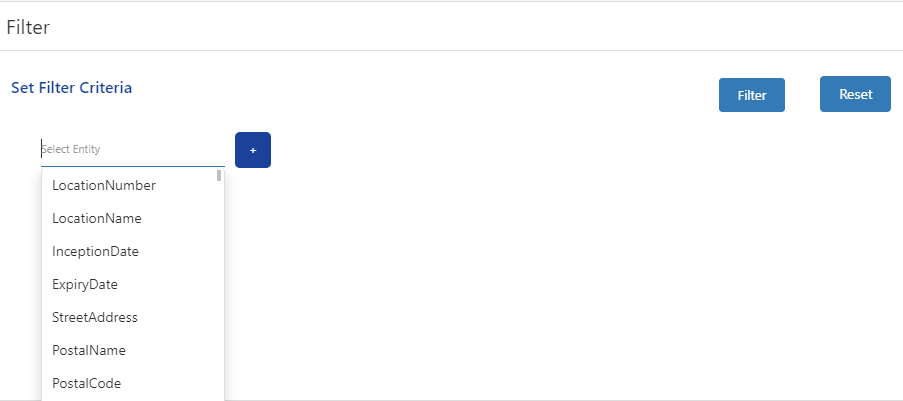 Filter
Set Filter Criteria
Filter
Reset
Select Entity
+
LocationNumber
LocationName
InceptionDate
ExpiryDate
StreetAddress
PostalName
PostalCode